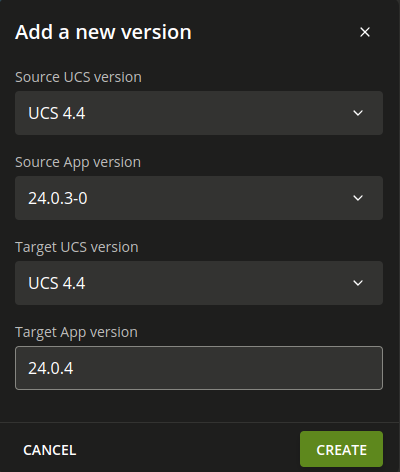 Add a new version
Source UCS version
UCS 4.4
Source App version
24.0.3-0
Target UCS version
UCS 4.4
Target App version
24.0.4
CANCEL
CREATE